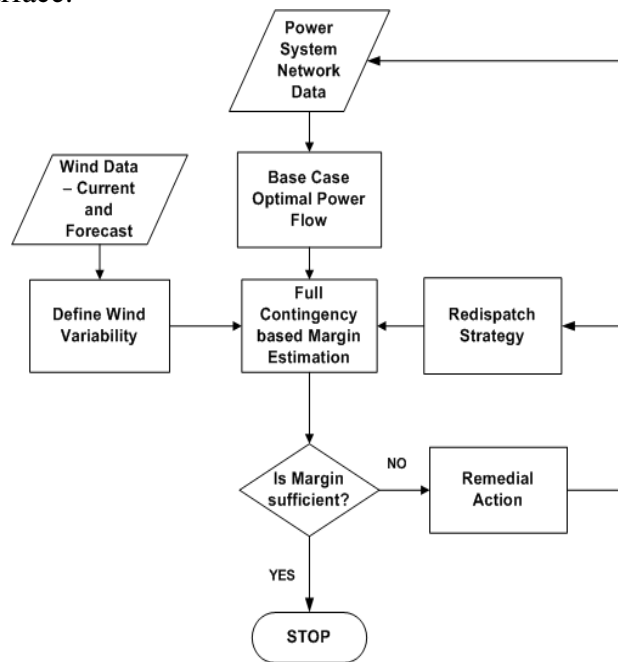 Power
System
Network
Data
Wind Data
– Current
and
Forecast
Base Case
Optimal Power
Flow
Define Wind
Variability
Full
Contingency
based Margin
Estimation
Redispatch
Strategy
Is Margin
sufficient?
NO
Remedial
Action
YES
STOP